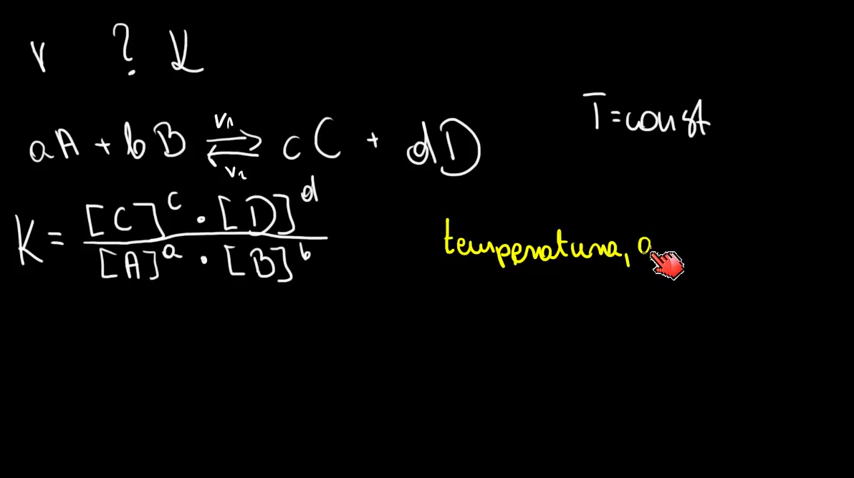 v ? K
aA + bB ⇌ cC + dD
v1
v2
T=const
K = [C]^c · [D]^d / [A]^a · [B]^b
temperatura,